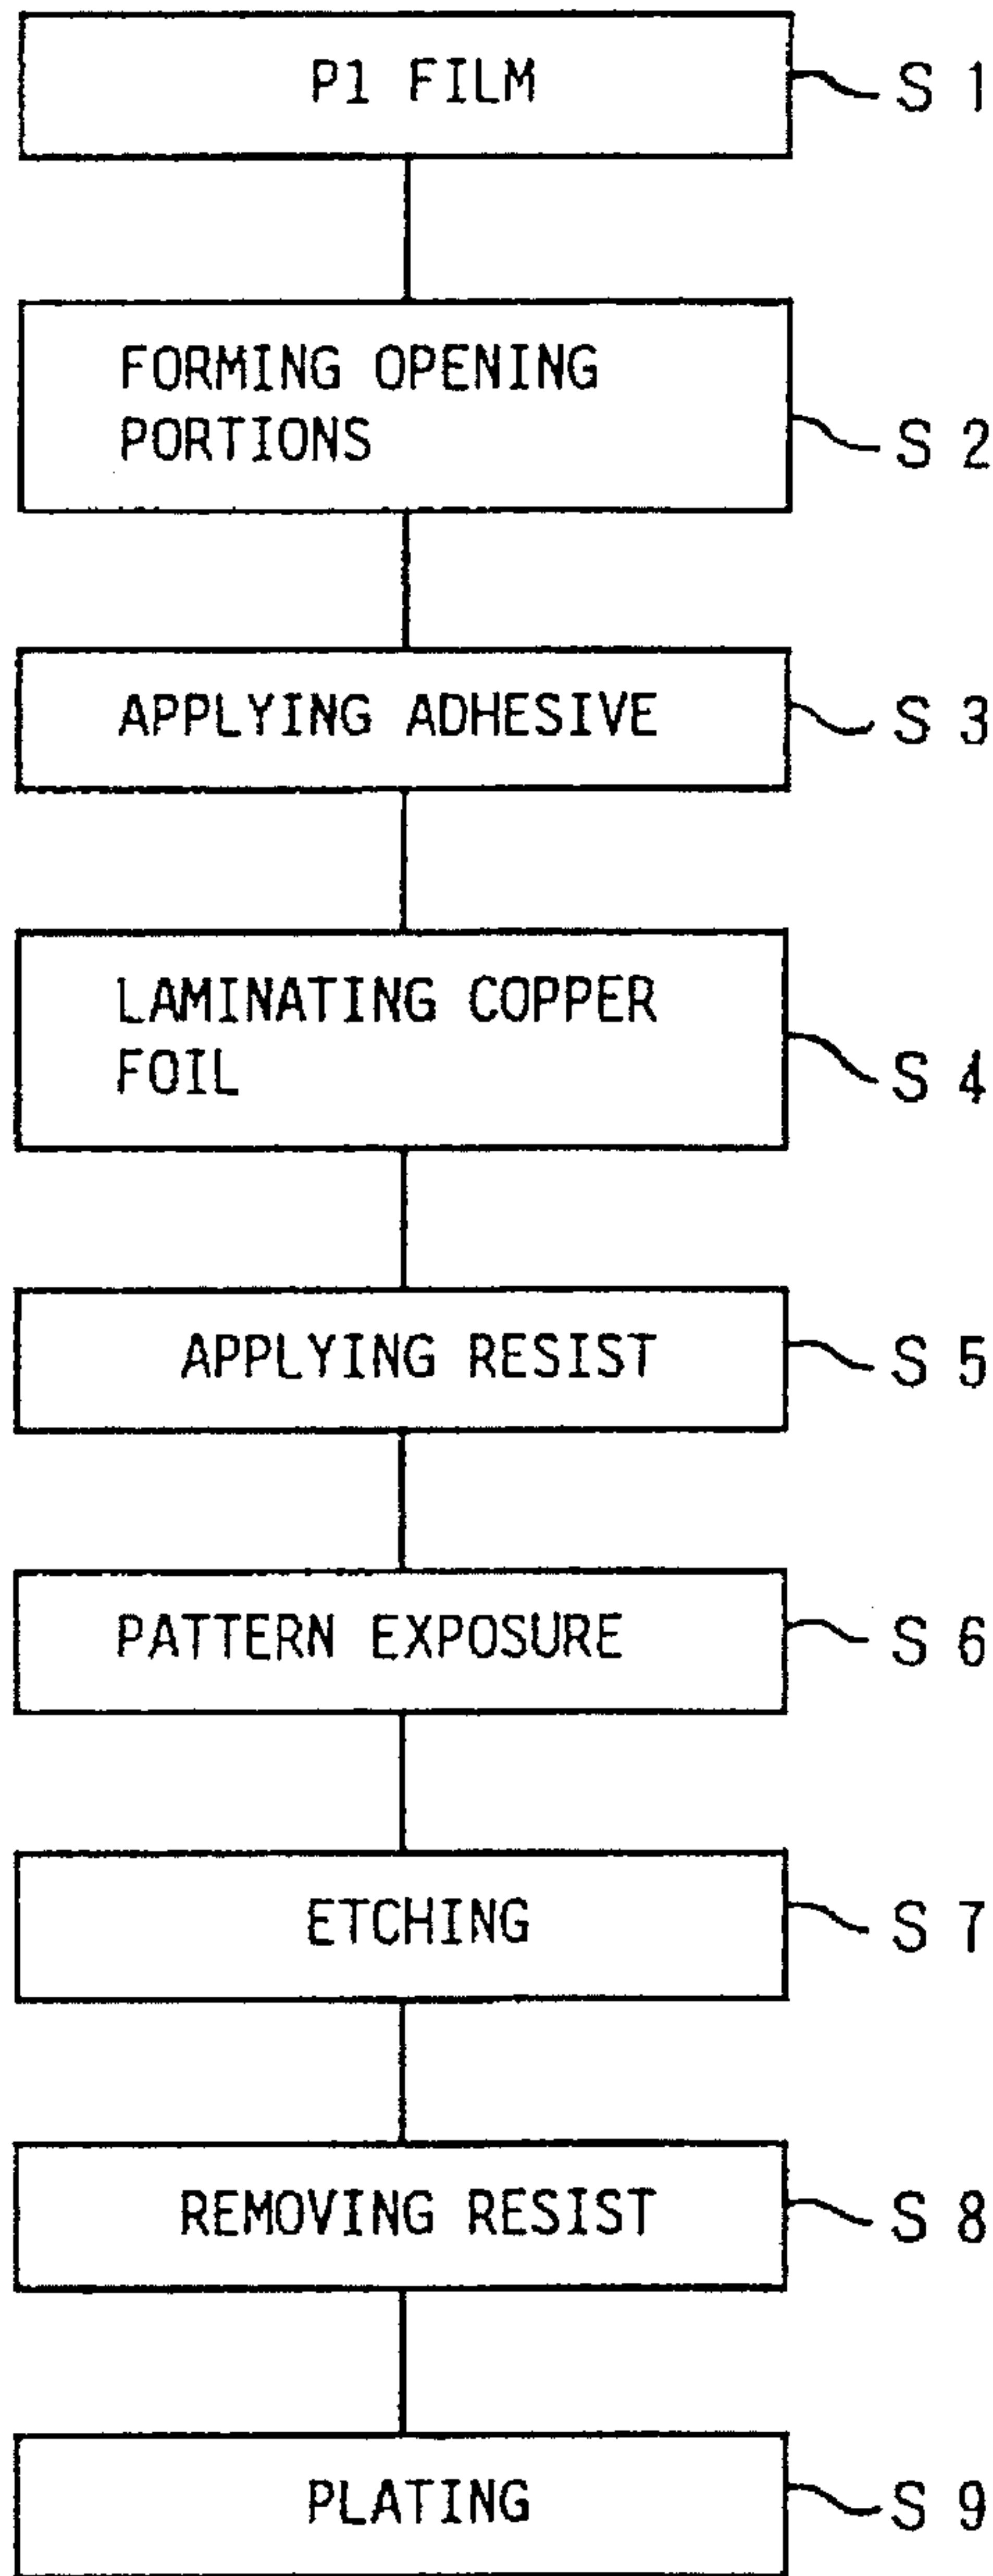 P1 FILM
S 1
FORMING OPENING
PORTIONS
S 2
APPLYING ADHESIVE
S 3
LAMINATING COPPER
FOIL
S 4
APPLYING RESIST
S 5
PATTERN EXPOSURE
S 6
ETCHING
S 7
REMOVING RESIST
S 8
PLATING
S 9